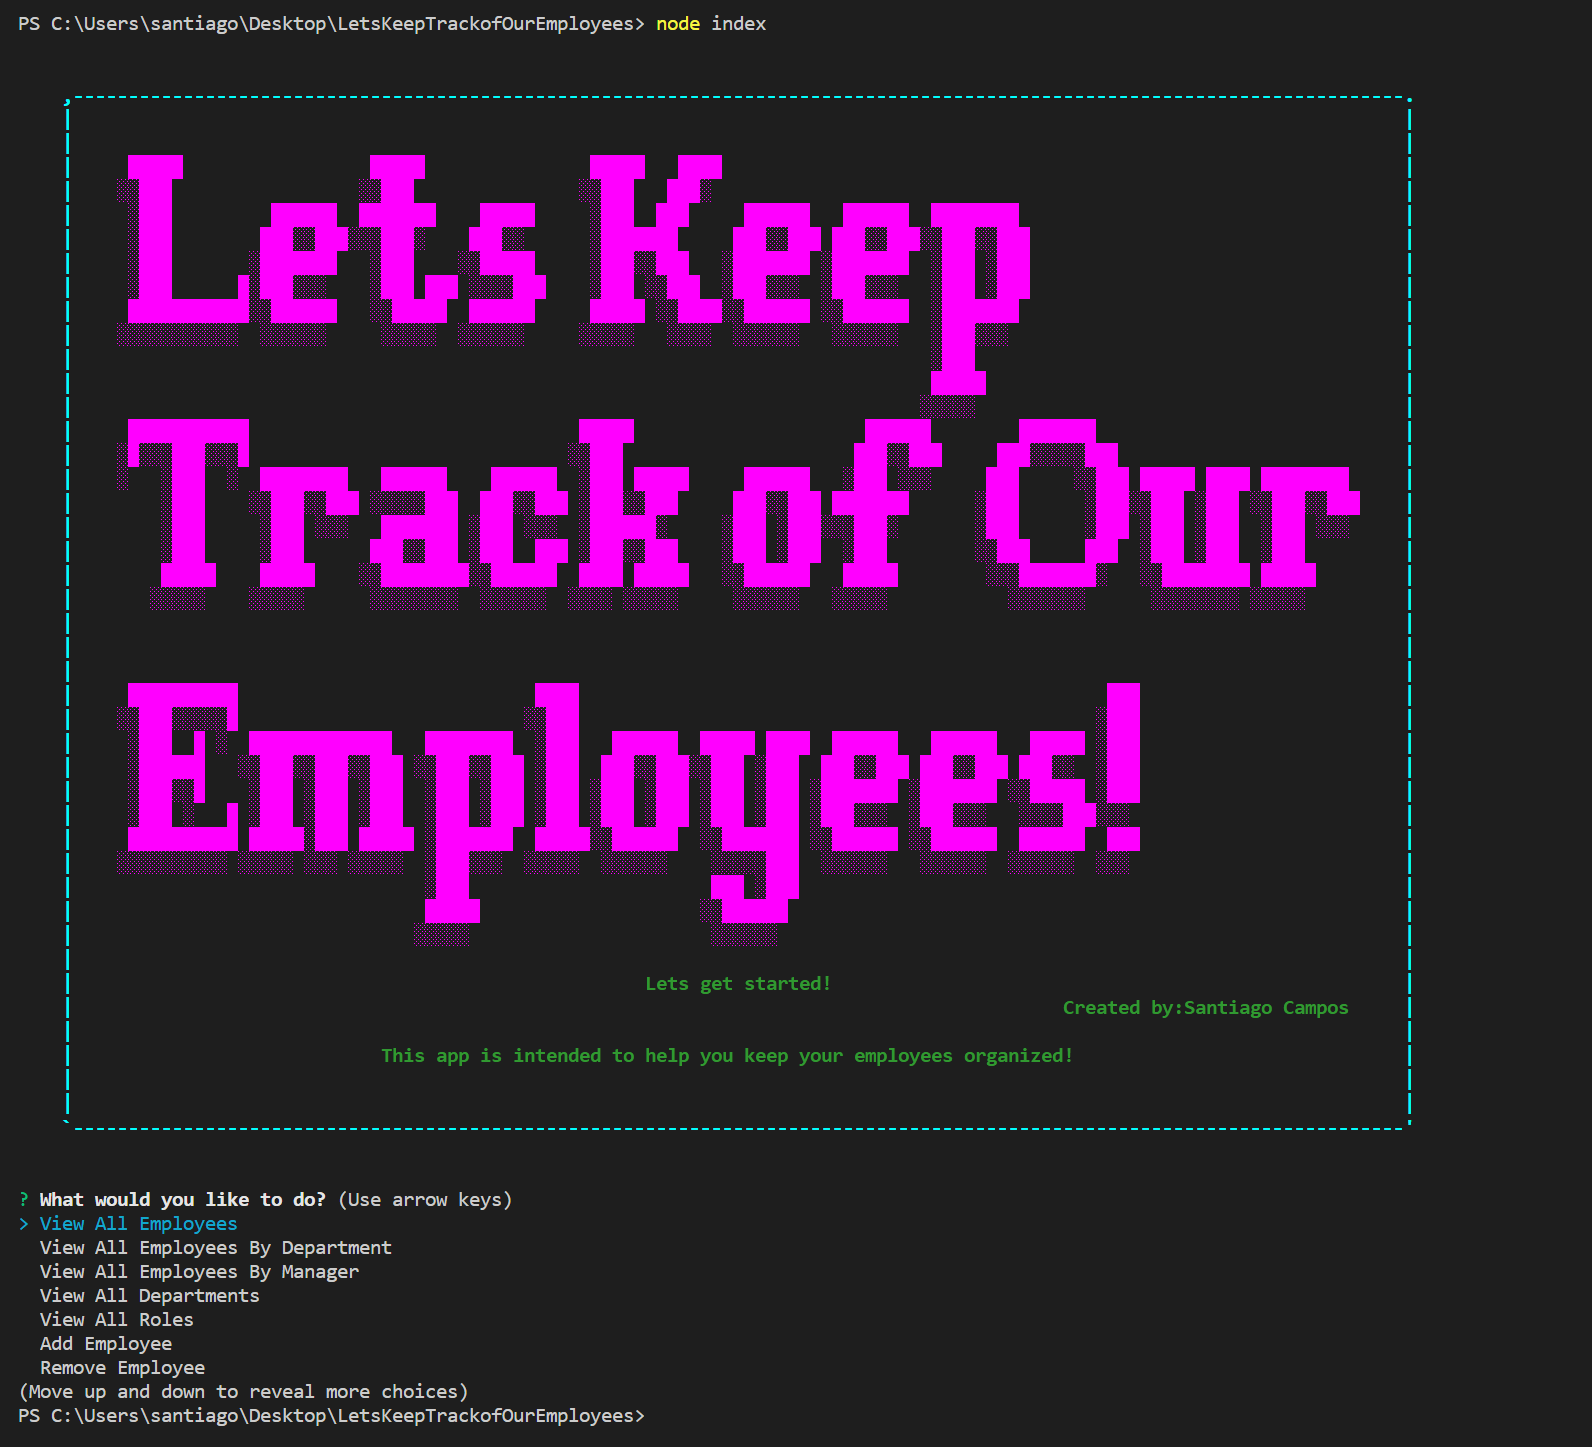 PS C:\Users\santiago\Desktop\LetsKeepTrackofOurEmployees> node index
Lets Keep
Track of Our
Employees!
Lets get started!
Created by:Santiago Campos
This app is intended to help you keep your employees organized!
? What would you like to do? (Use arrow keys)
> View All Employees
View All Employees By Department
View All Employees By Manager
View All Departments
View All Roles
Add Employee
Remove Employee
(Move up and down to reveal more choices)
PS C:\Users\santiago\Desktop\LetsKeepTrackofOurEmployees>